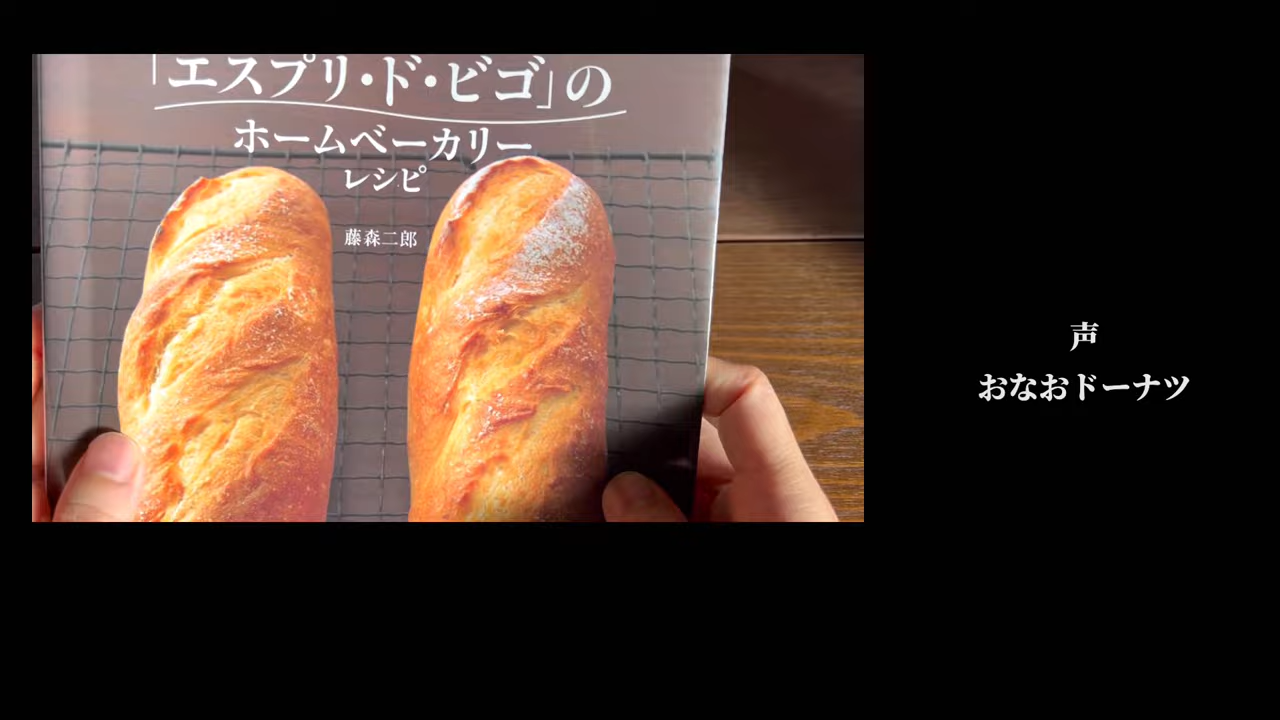 「エスプリ・ド・ビゴ」の
ホームベーカリー
レシピ
藤森二郎
声
おなおドーナツ